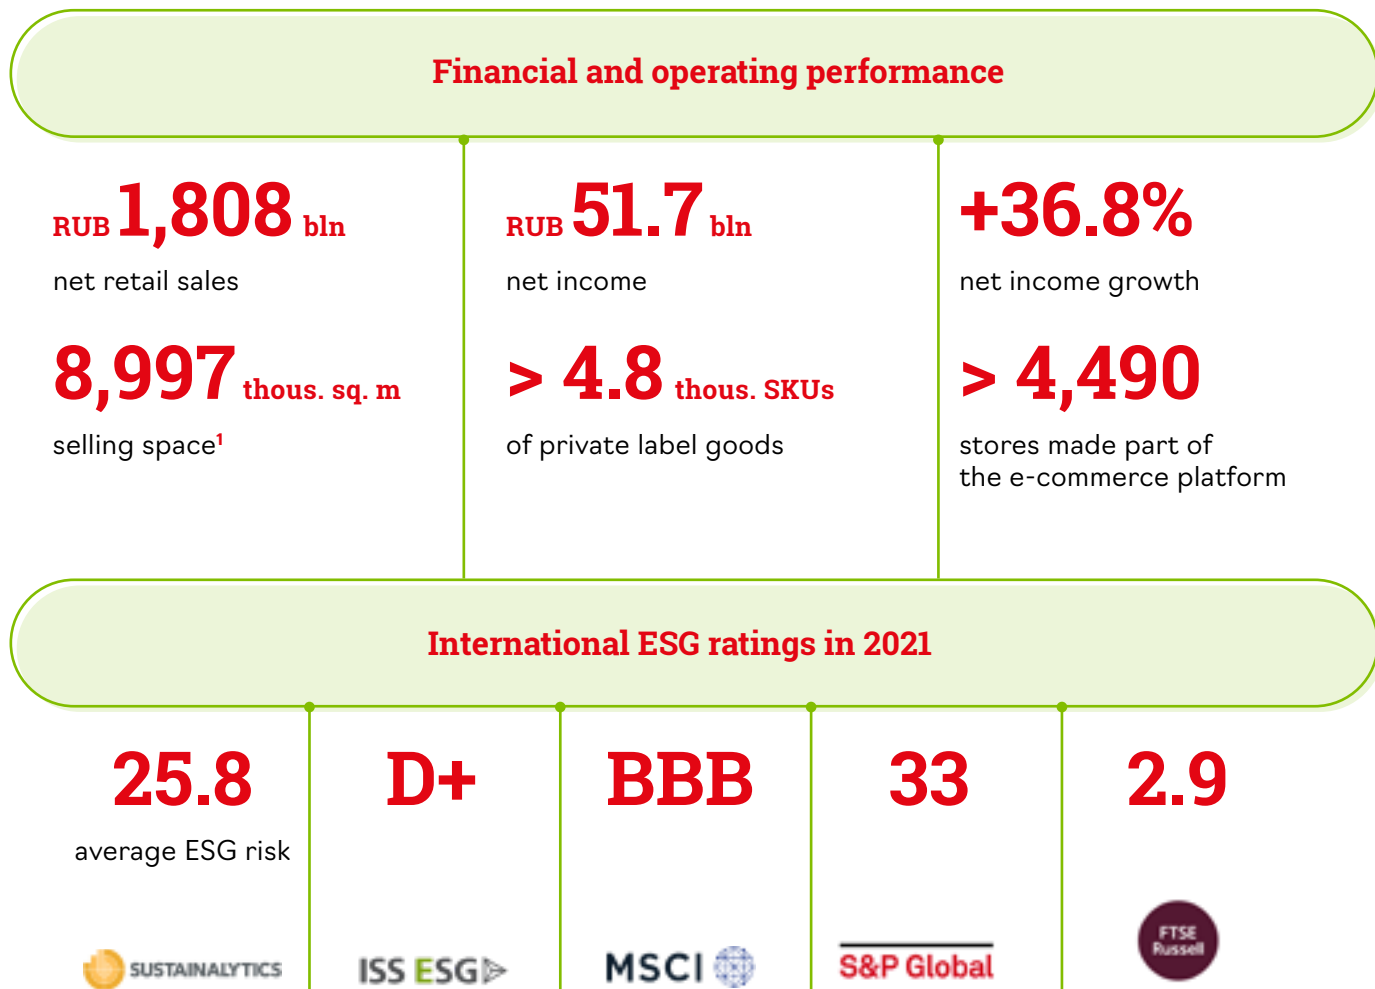 Financial and operating performance
RUB 1,808 bln
net retail sales
RUB 51.7 bln
net income
+36.8%
net income growth
8,997 thous. sq. m
selling space¹
> 4.8 thous. SKUs
of private label goods
> 4,490
stores made part of
the e-commerce platform
International ESG ratings in 2021
25.8
average ESG risk
SUSTAINALYTICS
D+
ISS ESG
BBB
MSCI
33
S&P Global
2.9
FTSE
Russell